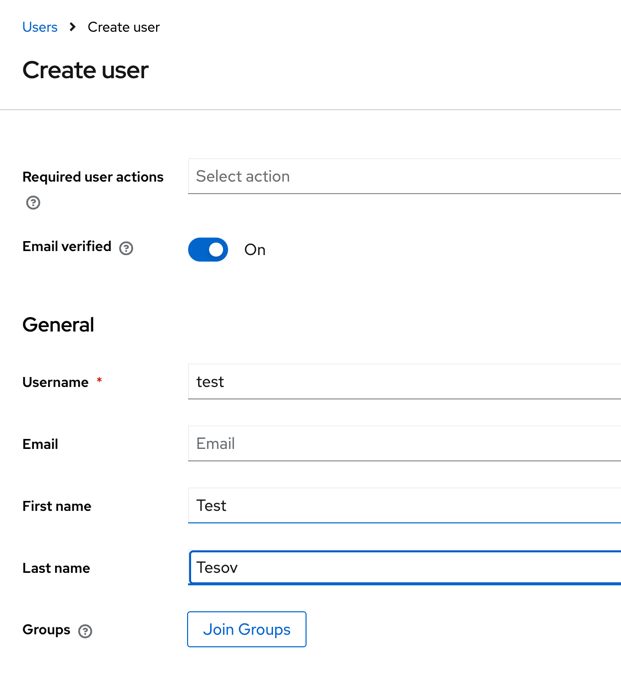 Users > Create user
Create user
Required user actions
Select action
Email verified
On
General
Username *
test
Email
Email
First name
Test
Last name
Tesov
Groups
Join Groups